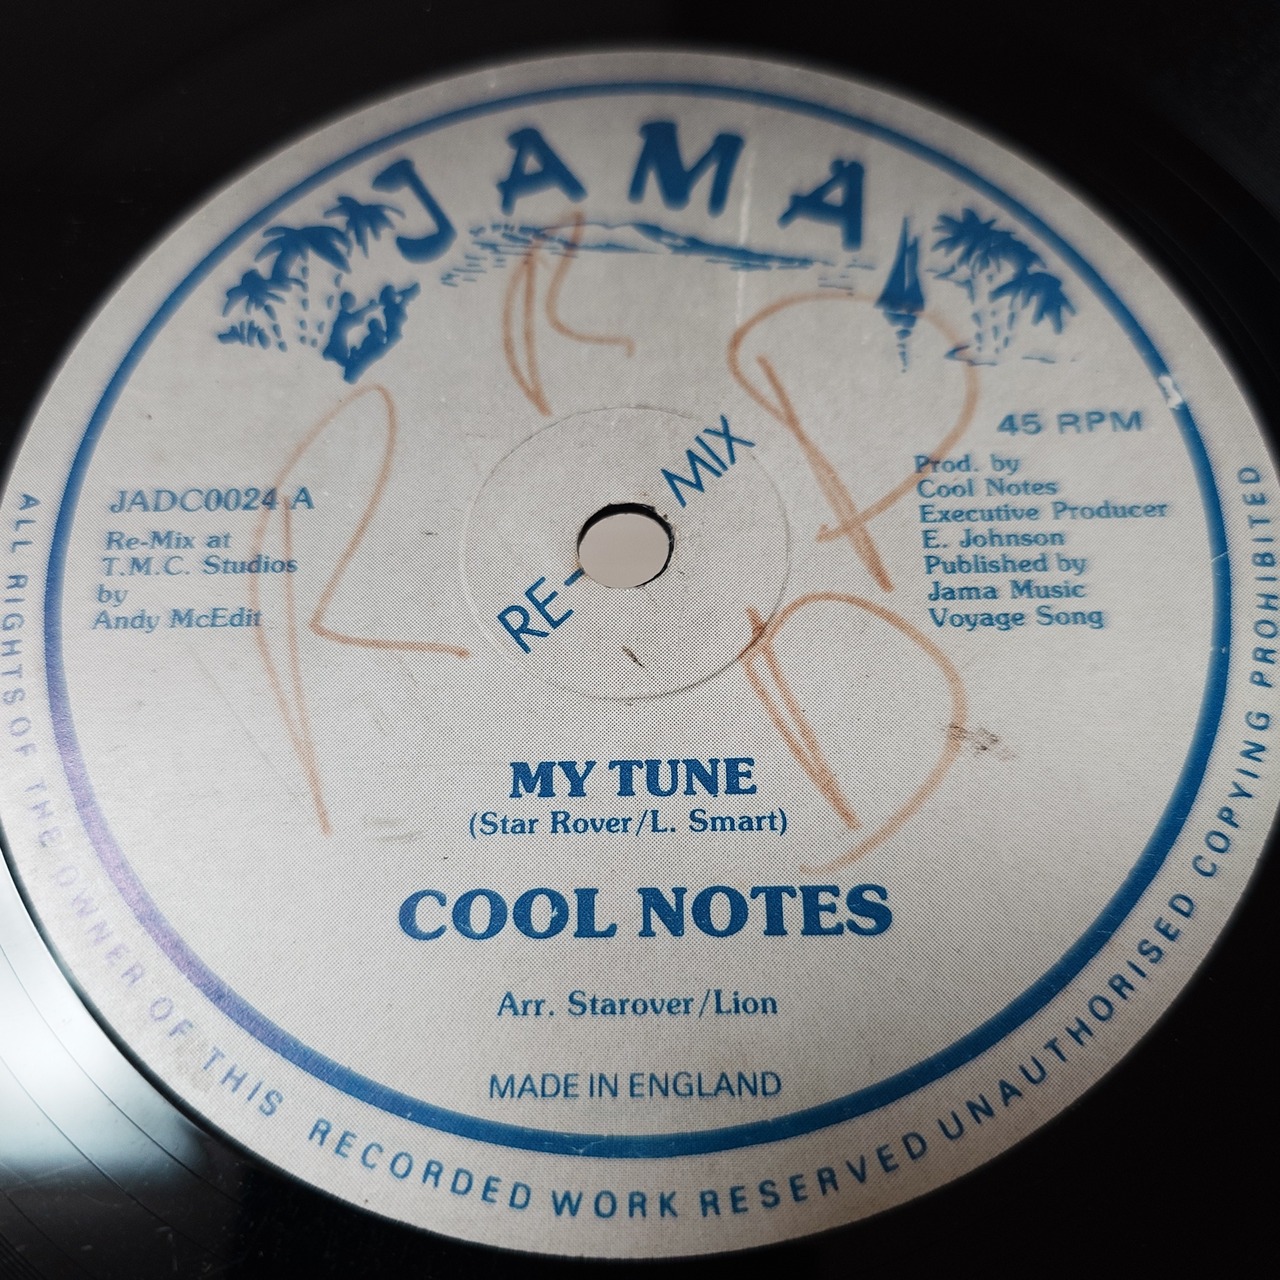 JAMA
45 RPM
JADC0024 A
Re-Mix at
T.M.C. Studios
by
Andy McEdit
RE-MIX
Prod. by
Cool Notes
Executive Producer
E. Johnson
Published by
Jama Music
Voyage Song
R
R
D
D
MY TUNE
(Star Rover/L. Smart)
COOL NOTES
Arr. Starover/Lion
MADE IN ENGLAND
ALL RIGHTS OF THE OWNER OF THIS RECORDED WORK RESERVED UNAUTHORISED COPYING PROHIBITED